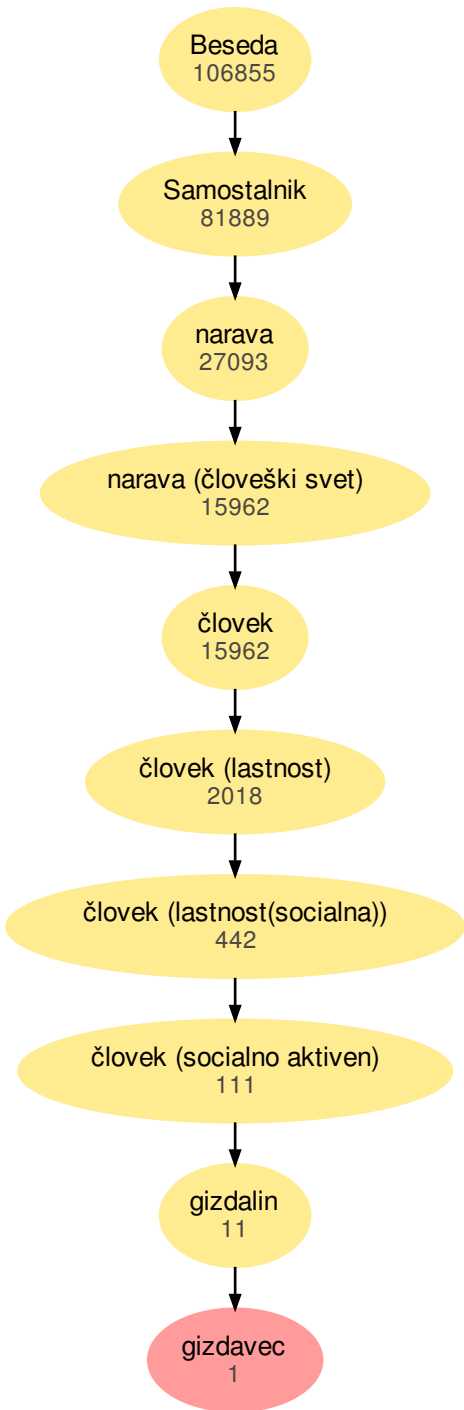 Beseda
106855
Samostalnik
81889
narava
27093
narava (človeški svet)
15962
človek
15962
človek (lastnost)
2018
človek (lastnost(socialna))
442
človek (socialno aktiven)
111
gizdalin
11
gizdavec
1